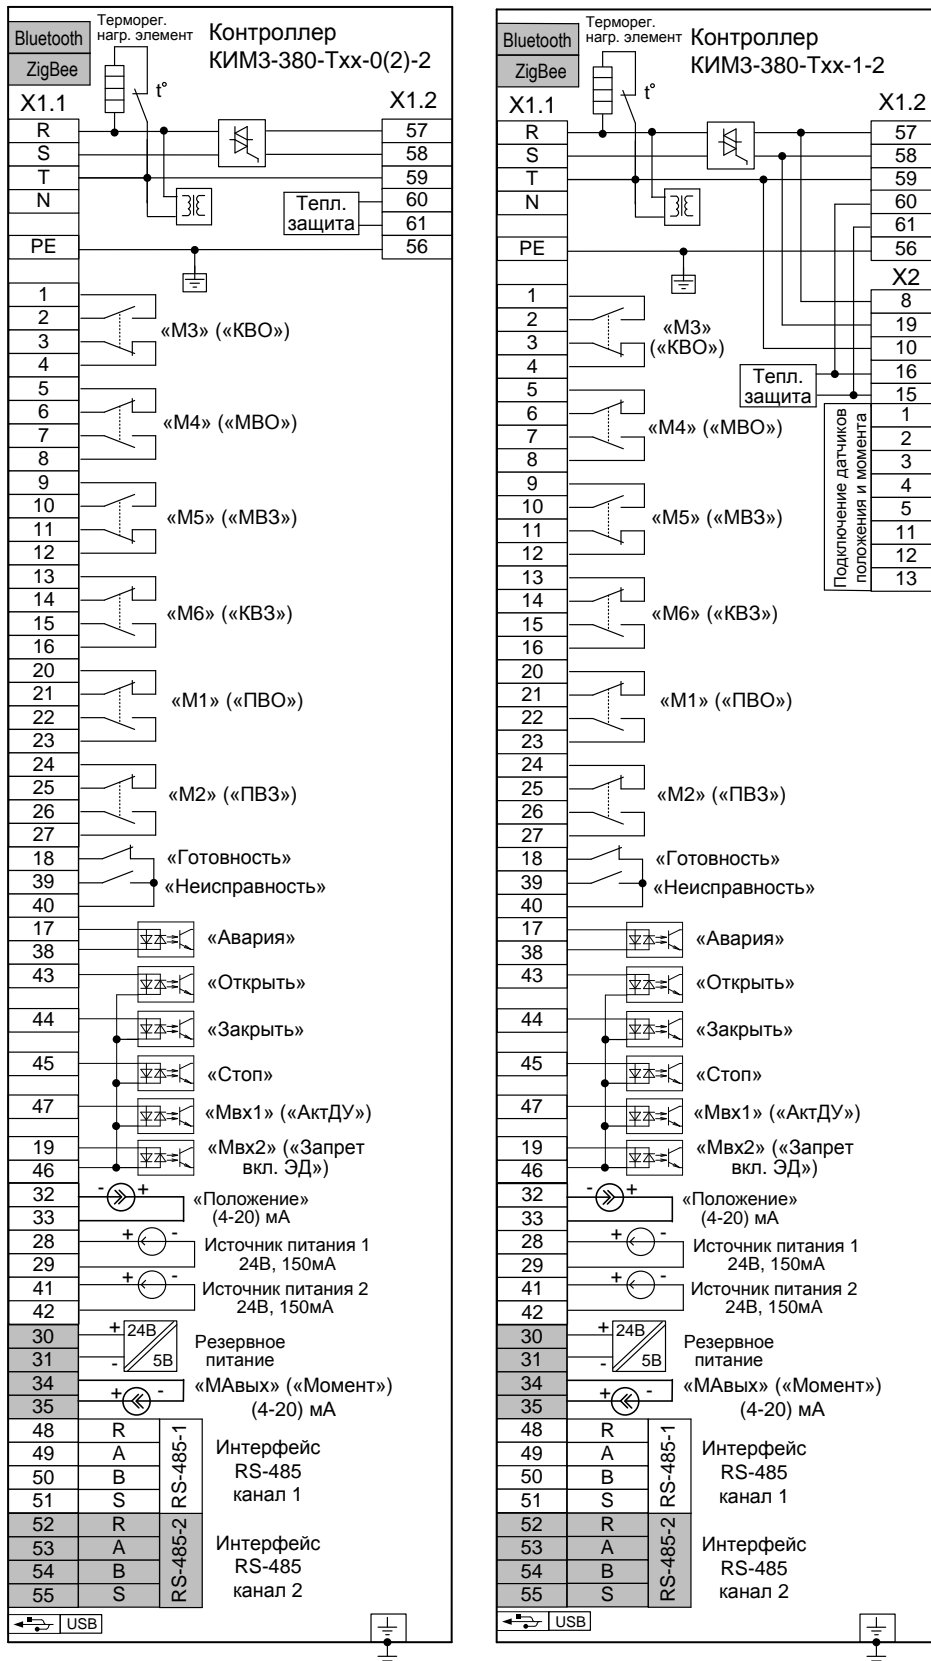 Bluetooth
ZigBee
Терморег.
нагр. элемент
Контроллер
КИМ3-380-Тхх-0(2)-2
t°
X1.1
X1.2
R
57
S
58
T
59
N
60
Тепл.
защита
61
PE
56
1
2
«М3» («КВО»)
3
4
5
6
«М4» («МВО»)
7
8
9
10
«М5» («МВЗ»)
11
12
13
14
«М6» («КВЗ»)
15
16
20
21
«М1» («ПВО»)
22
23
24
25
«М2» («ПВЗ»)
26
27
18
«Готовность»
39
«Неисправность»
40
17
«Авария»
38
43
«Открыть»
44
«Закрыть»
45
«Стоп»
47
«Мвх1» («АктДУ»)
19
«Мвх2» («Запрет
46
вкл. ЭД»)
32
- +
«Положение»
33
(4-20) мА
28
+ -
Источник питания 1
29
24В, 150мА
41
+ -
Источник питания 2
42
24В, 150мА
30
+ 24В
Резервное
31
- 5В
питание
34
«МАвых» («Момент»)
35
+ -
(4-20) мА
48 R
49 A
50 B
51 S
RS-485-1
Интерфейс
RS-485
канал 1
52 R
53 A
54 B
55 S
RS-485-2
Интерфейс
RS-485
канал 2
USB
Bluetooth
ZigBee
Терморег.
нагр. элемент
Контроллер
КИМ3-380-Тхх-1-2
t°
X1.1
X1.2
R
57
S
58
T
59
N
60
61
PE
56
X2
8
19
10
16
15
Тепл.
защита
1
2
3
4
5
11
12
13
Подключение датчиков
положения и момента
1
2
«М3»
3
(«КВО»)
4
5
6
«М4» («МВО»)
7
8
9
10
«М5» («МВЗ»)
11
12
13
14
«М6» («КВЗ»)
15
16
20
21
«М1» («ПВО»)
22
23
24
25
«М2» («ПВЗ»)
26
27
18
«Готовность»
39
«Неисправность»
40
17
«Авария»
38
43
«Открыть»
44
«Закрыть»
45
«Стоп»
47
«Мвх1» («АктДУ»)
19
«Мвх2» («Запрет
46
вкл. ЭД»)
32
- +
«Положение»
33
(4-20) мА
28
+ -
Источник питания 1
29
24В, 150мА
41
+ -
Источник питания 2
42
24В, 150мА
30
+ 24В
Резервное
31
- 5В
питание
34
«МАвых» («Момент»)
35
+ -
(4-20) мА
48 R
49 A
50 B
51 S
RS-485-1
Интерфейс
RS-485
канал 1
52 R
53 A
54 B
55 S
RS-485-2
Интерфейс
RS-485
канал 2
USB